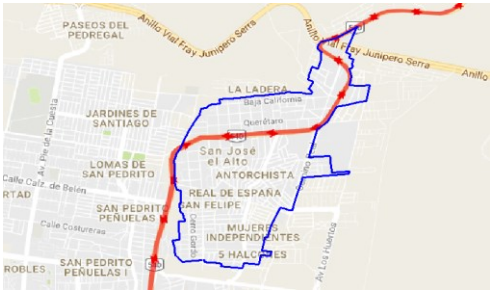 PASEOS DEL
PEDREGAL
Anillo Vial Fray Junípero Serra
Anillo Vial Fray Junípero Serra
Anillo
Av. Pie de la Cuesta
LA LADERA
Baja California
JARDINES DE
SANTIAGO
Querétaro
540
San José
el Alto
LOMAS DE
SAN PEDRITO
ANTORCHISTA
Calle Calz. de Belén
REAL DE ESPAÑA
RTAD
SAN FELIPE
SAN PEDRITO
PEÑUELAS
Calle Costureras
MUJERES
INDEPENDIENTES
5 HALCONES
Av Los Huertos
SAN PEDRITO
PEÑUELAS I
ROBLES